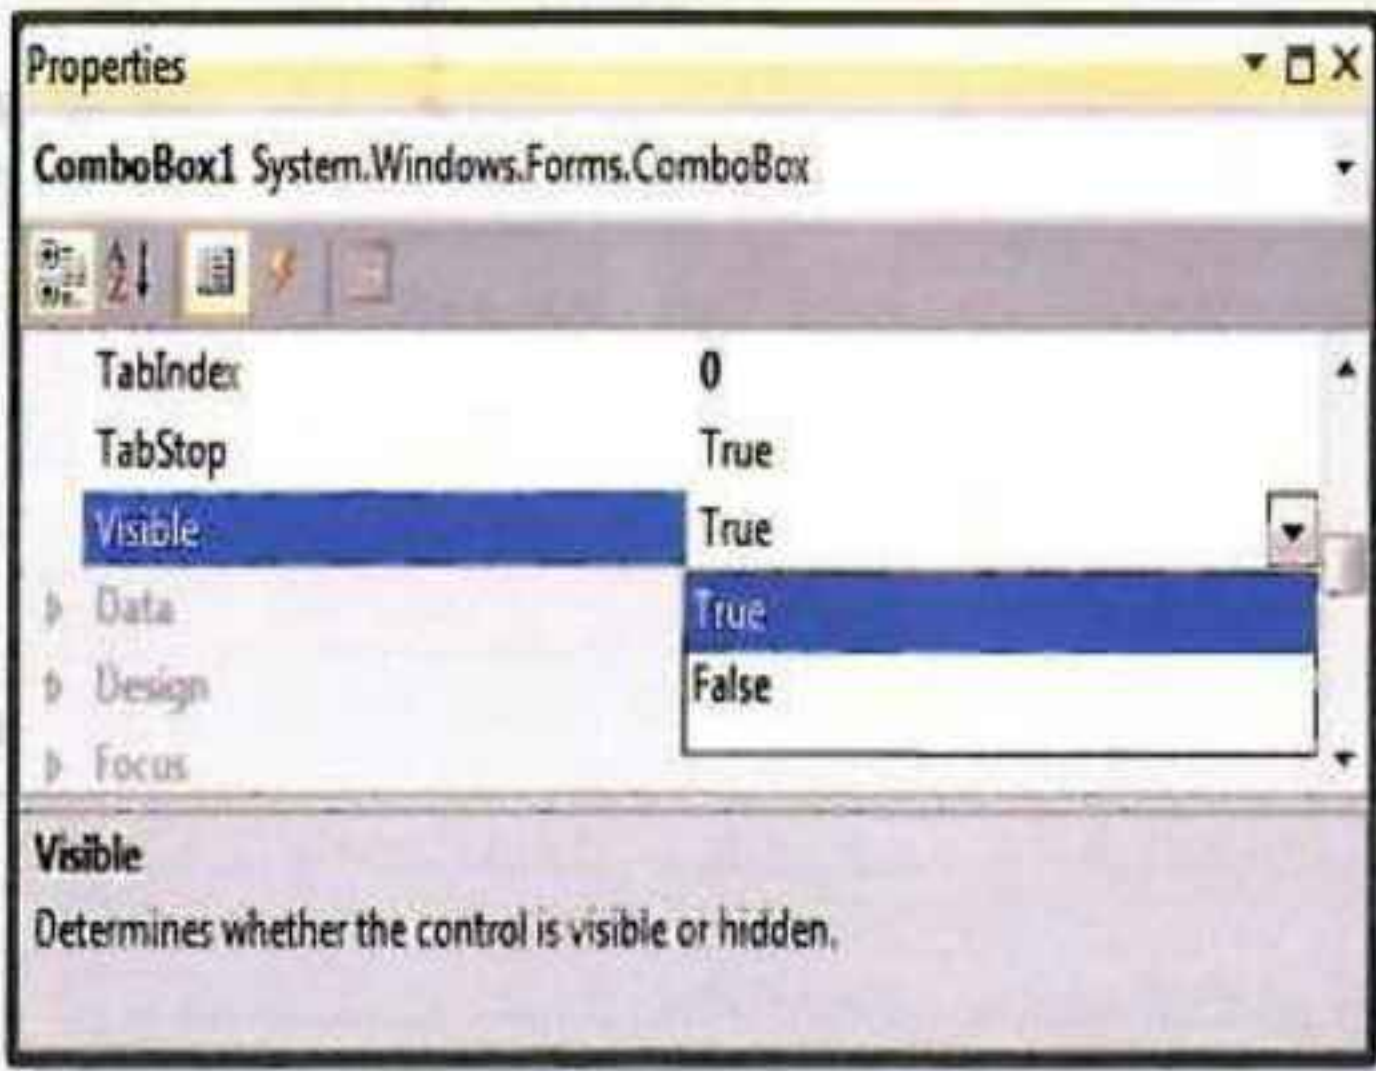 Properties
ComboBox1 System.Windows.Forms.ComboBox
TabIndex 0
TabStop True
Visible True
Data True
Design False
Focus
Visible
Determines whether the control is visible or hidden.